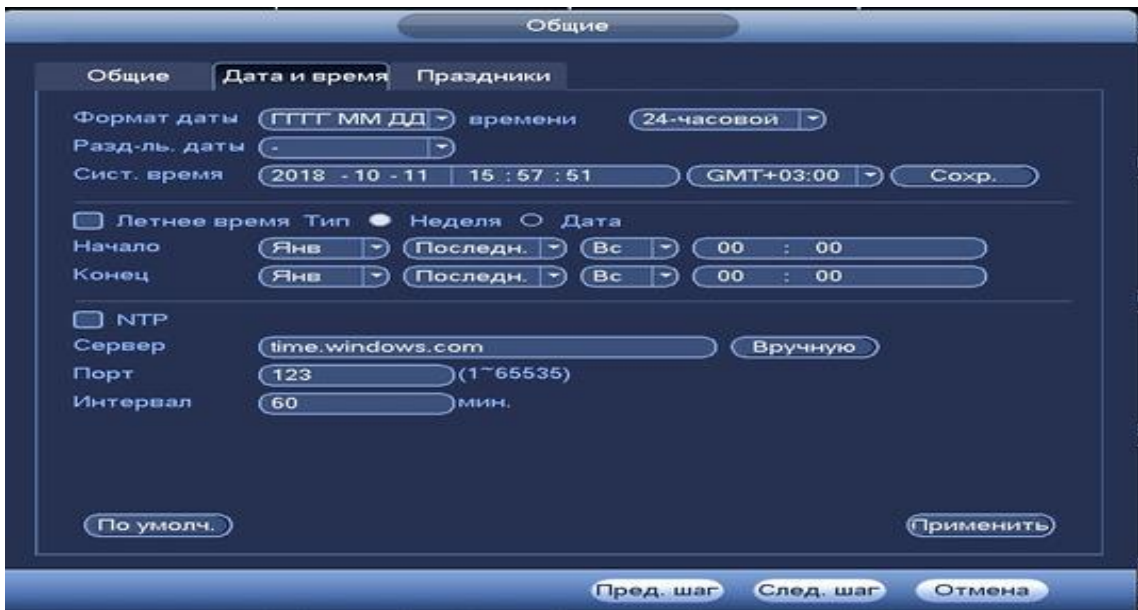 Общие
Общие Дата и время Праздники
Формат даты ГГГГ ММ ДД времени 24-часовой
Разд-ль. даты -
Сист. время 2018 - 10 - 11 15 : 57 : 51 GMT+03:00 Сохр.
Летнее время Тип Неделя Дата
Начало Янв Последн. Вс 00 : 00
Конец Янв Последн. Вс 00 : 00
NTP
Сервер time.windows.com Вручную
Порт 123 (1~65535)
Интервал 60 мин.
По умолч. Применить
Пред. шаг След. шаг Отмена